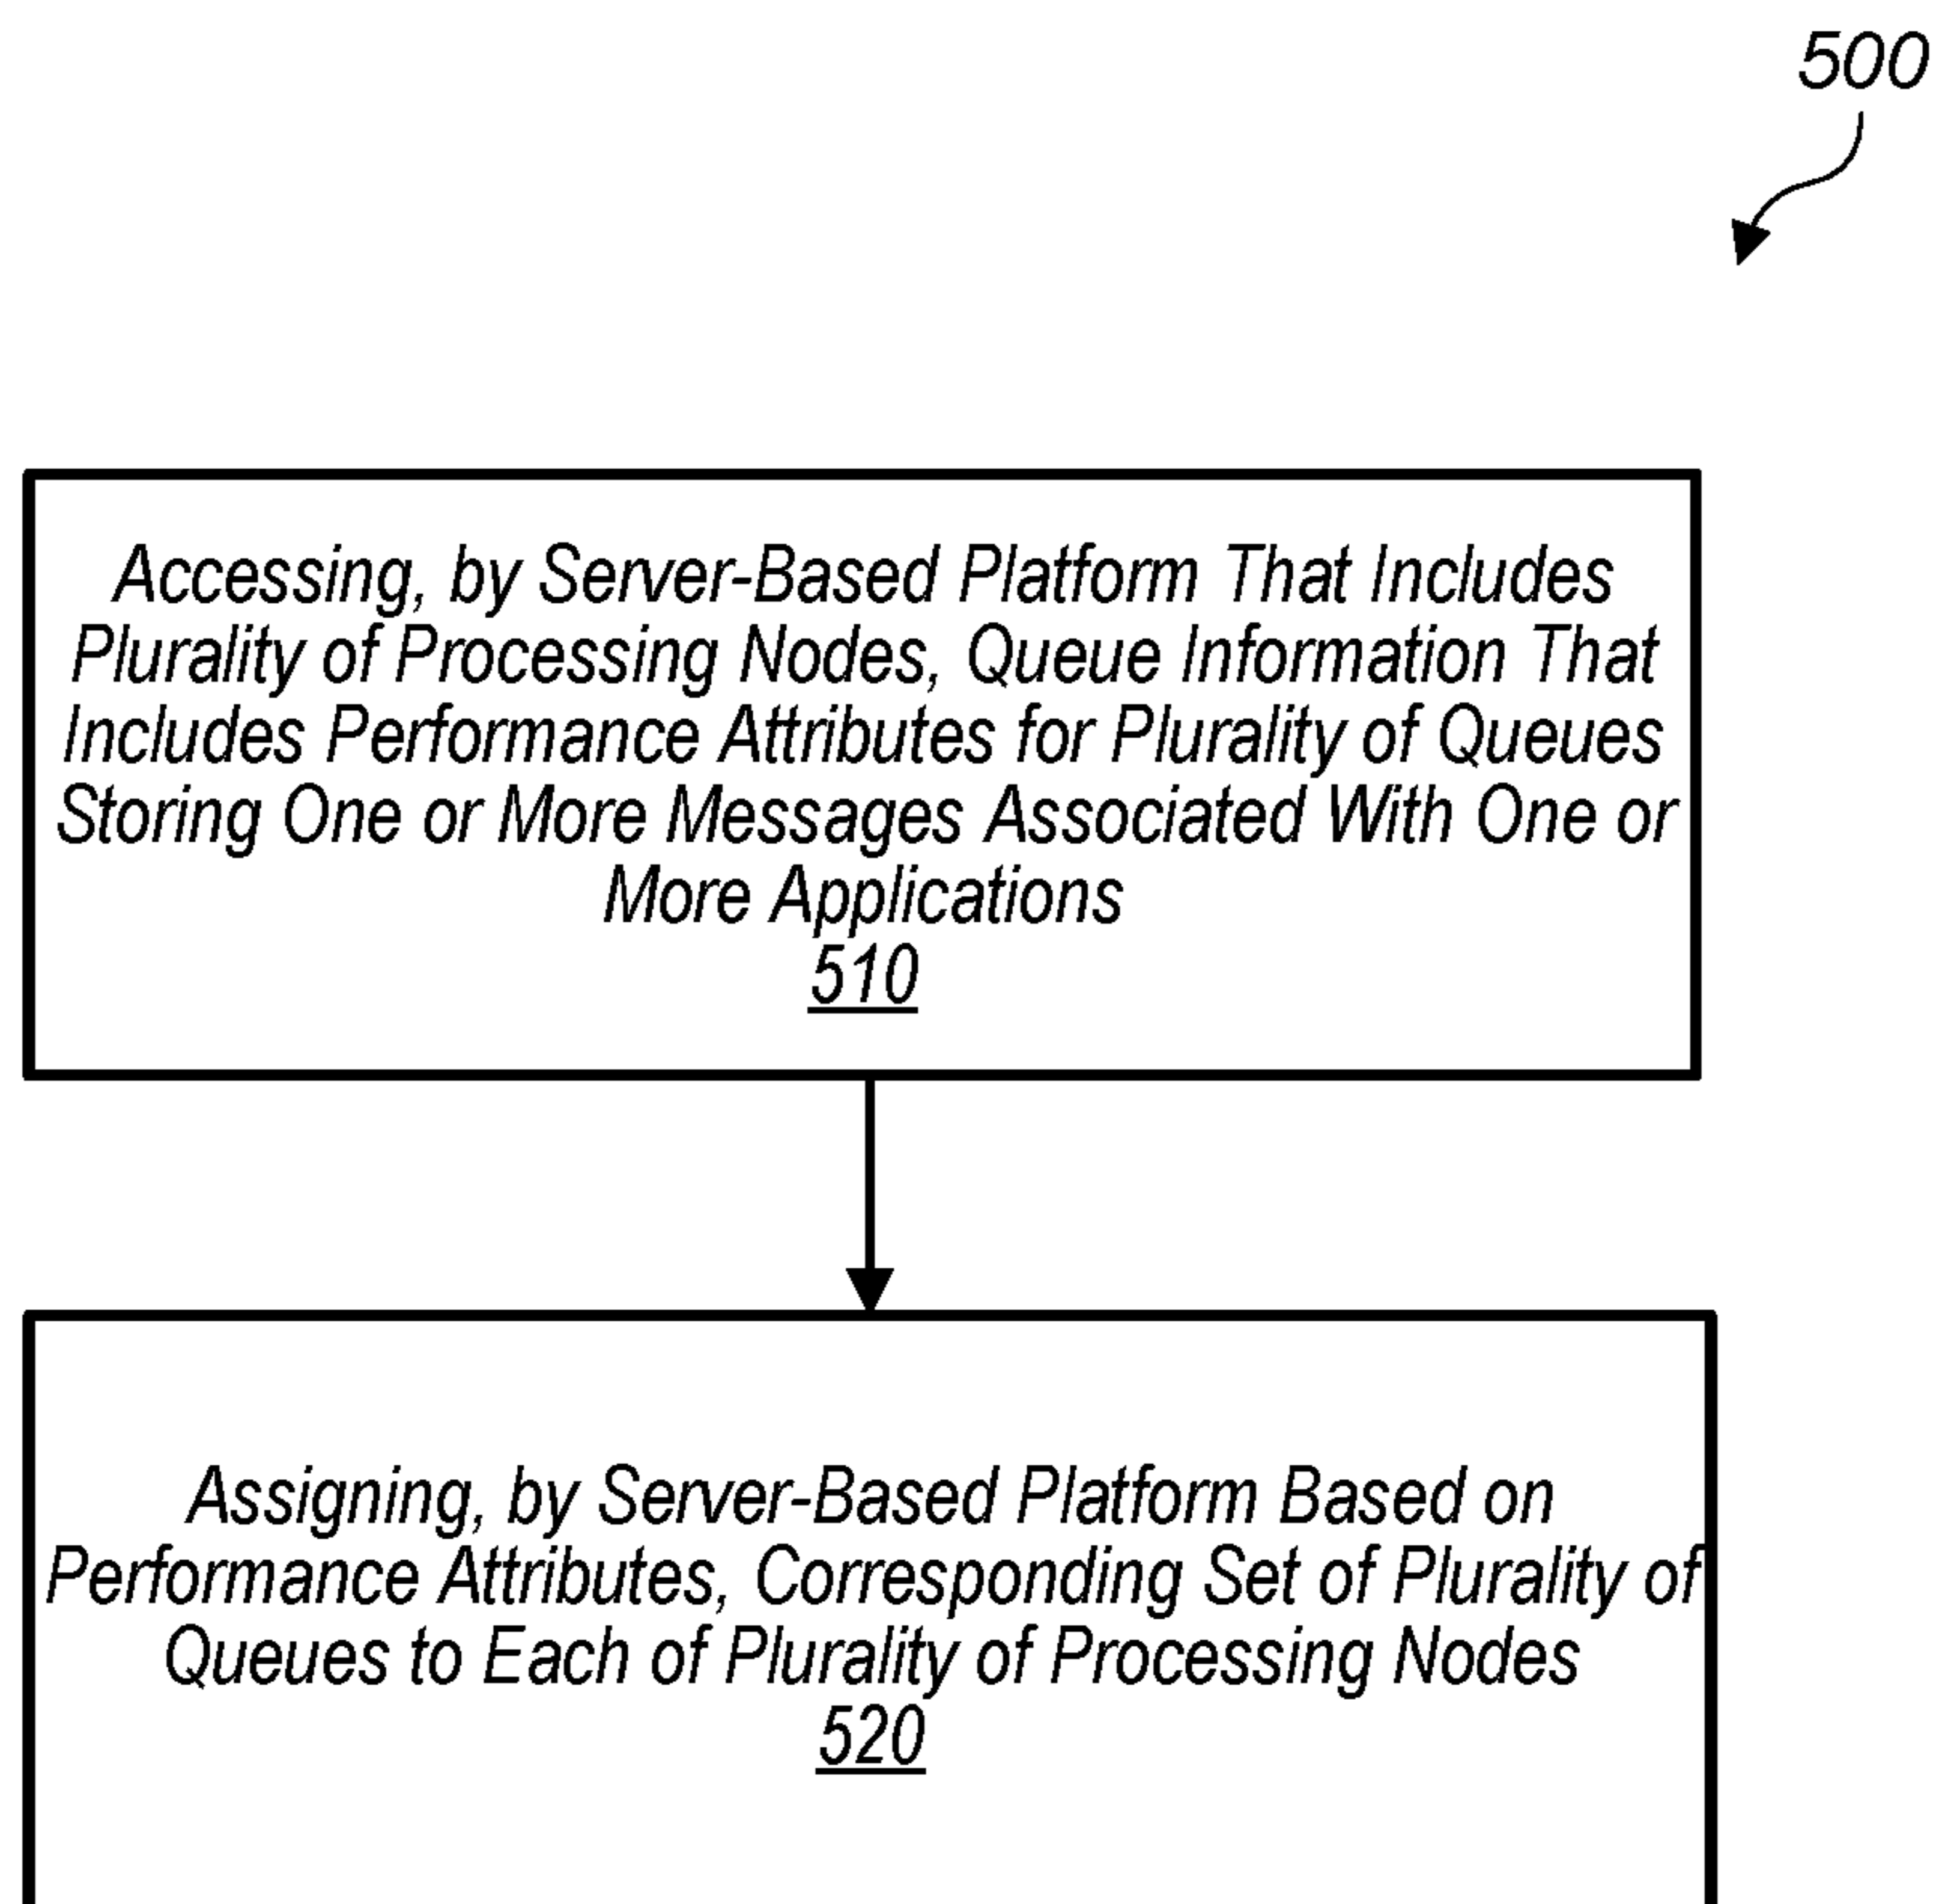 500
Accessing, by Server-Based Platform That Includes
Plurality of Processing Nodes, Queue Information That
Includes Performance Attributes for Plurality of Queues
Storing One or More Messages Associated With One or
More Applications
510
Assigning, by Server-Based Platform Based on
Performance Attributes, Corresponding Set of Plurality of
Queues to Each of Plurality of Processing Nodes
520